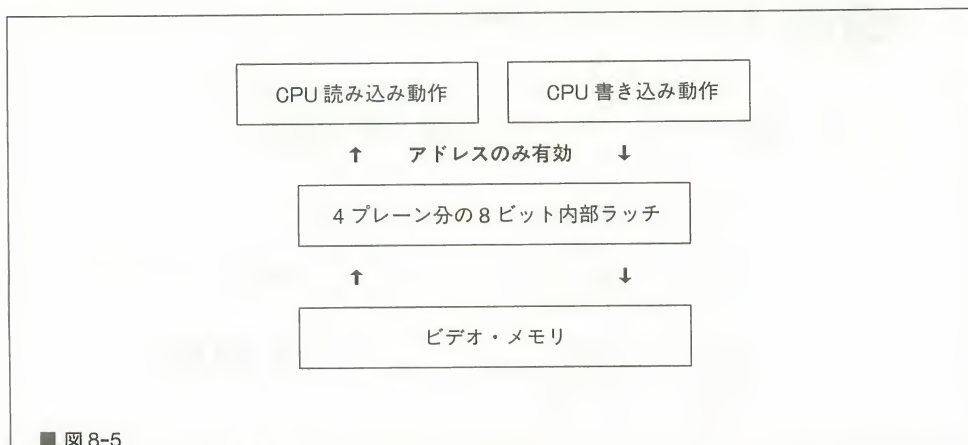 CPU 読み込み動作 CPU 書き込み動作
↑ アドレスのみ有効 ↓
4 プレーン分の 8 ビット内部ラッチ
↑ ↓
ビデオ・メモリ
■ 図 8-5